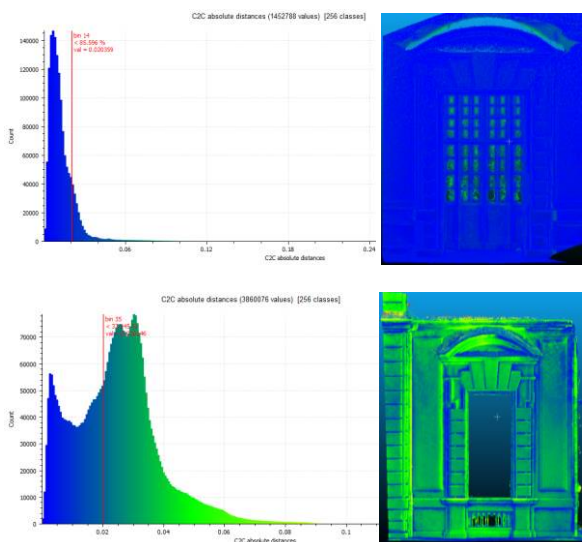 C2C absolute distances (1452788 values) [256 classes]
140000
120000
100000
80000
60000
40000
20000
0
Count
bin 14
< 85.596 %
val = 0.020359
0.06
0.12
0.18
0.24
C2C absolute distances
C2C absolute distances (3860076 values) [256 classes]
70000
60000
50000
40000
30000
20000
10000
0
Count
bin 35
0.02
0.04
0.06
0.08
0.1
C2C absolute distances